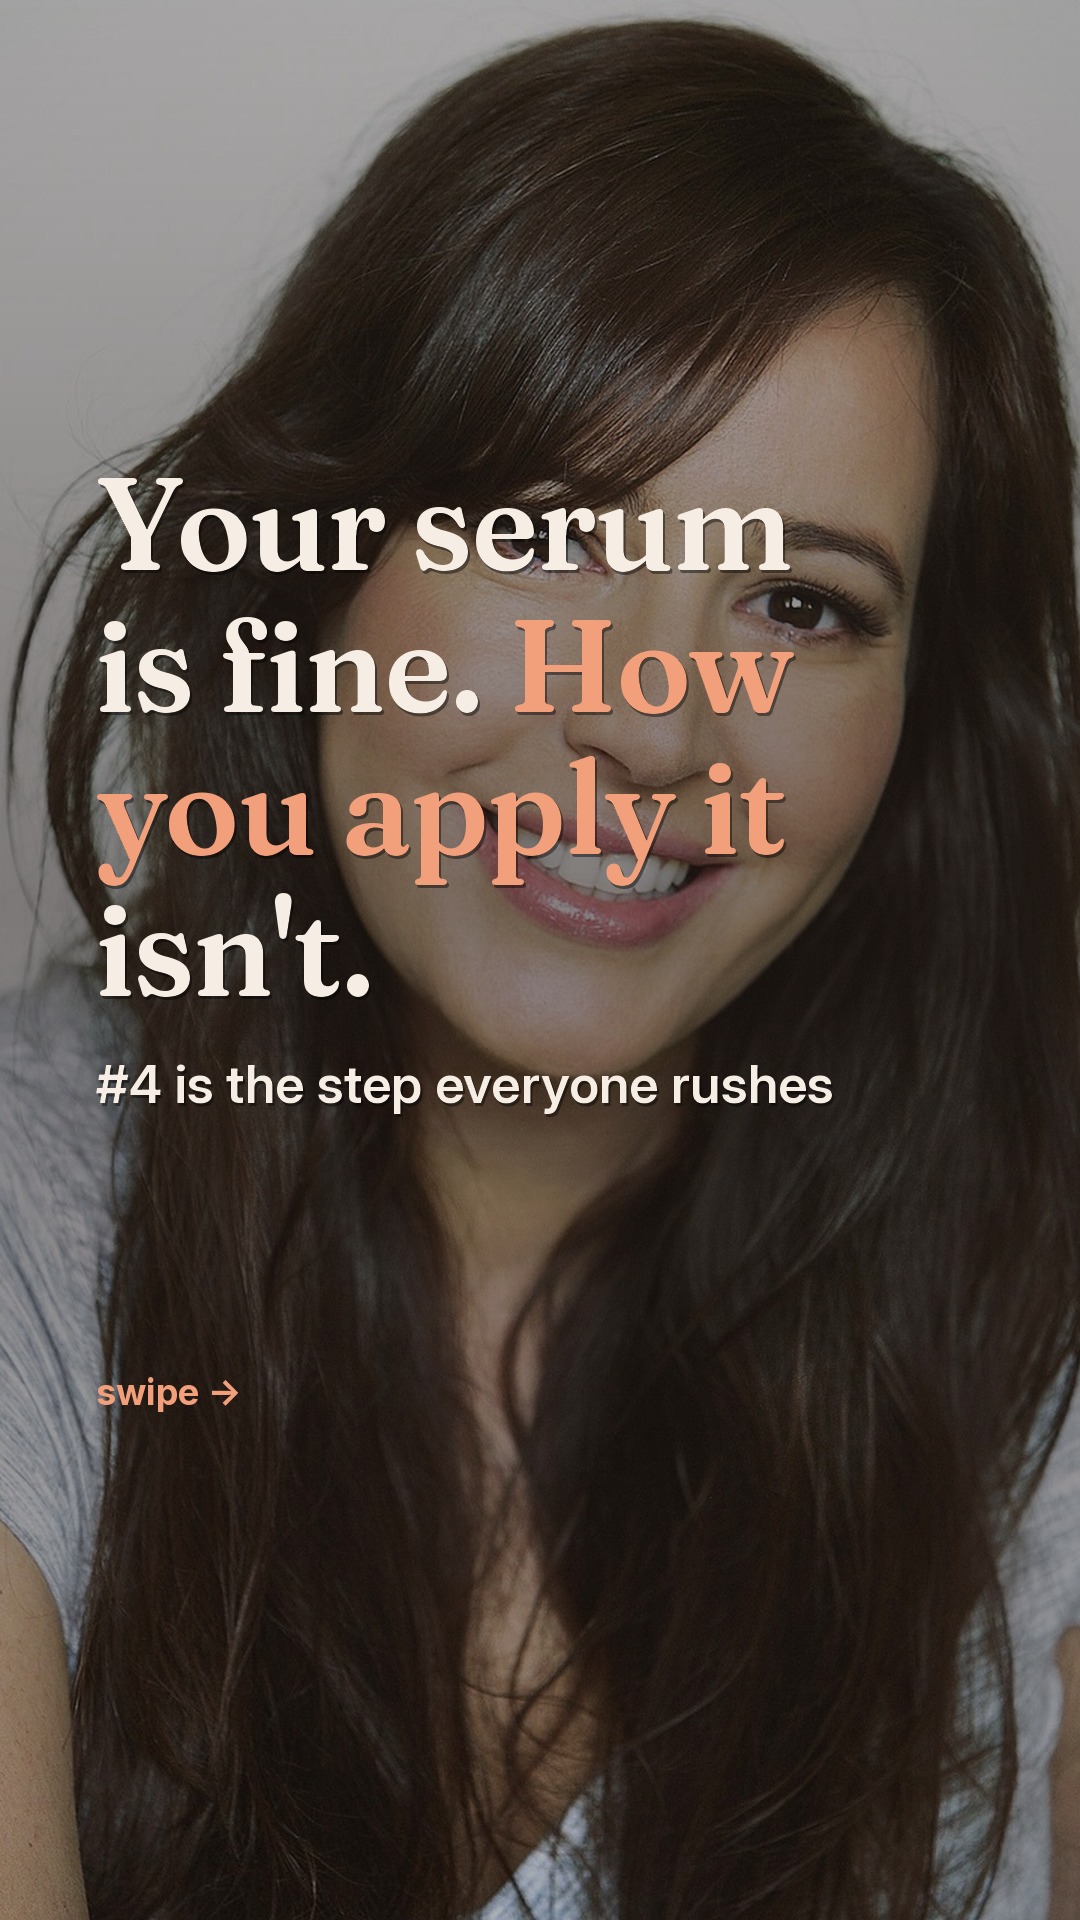 Your serum
is fine. How
you apply it
isn't.
#4 is the step everyone rushes
swipe →